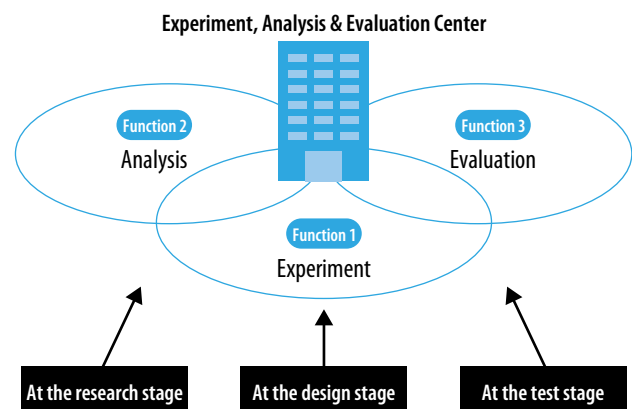 Experiment, Analysis & Evaluation Center
Function 2
Analysis
Function 3
Evaluation
Function 1
Experiment
At the research stage
At the design stage
At the test stage